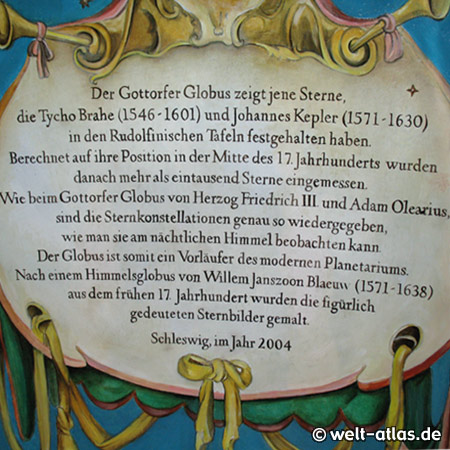 Der Gottorfer Globus zeigt jene Sterne,
die Tycho Brahe (1546-1601) und Johannes Kepler (1571-1630)
in den Rudolfinischen Tafeln festgehalten haben.
Berechnet auf ihre Position in der Mitte des 17. Jahrhunderts wurden
danach mehr als eintausend Sterne eingemessen.
Wie beim Gottorfer Globus von Herzog Friedrich III. und Adam Olearius,
sind die Sternkonstellationen genau so wiedergegeben,
wie man sie am nächtlichen Himmel beobachten kann.
Der Globus ist somit ein Vorläufer des modernen Planetariums.
Nach einem Himmelsglobus von Willem Janszoon Blaeuw (1571-1638)
aus dem frühen 17. Jahrhundert wurden die figürlich
gedeuteten Sternbilder gemalt.
Schleswig, im Jahr 2004
© welt-atlas.de